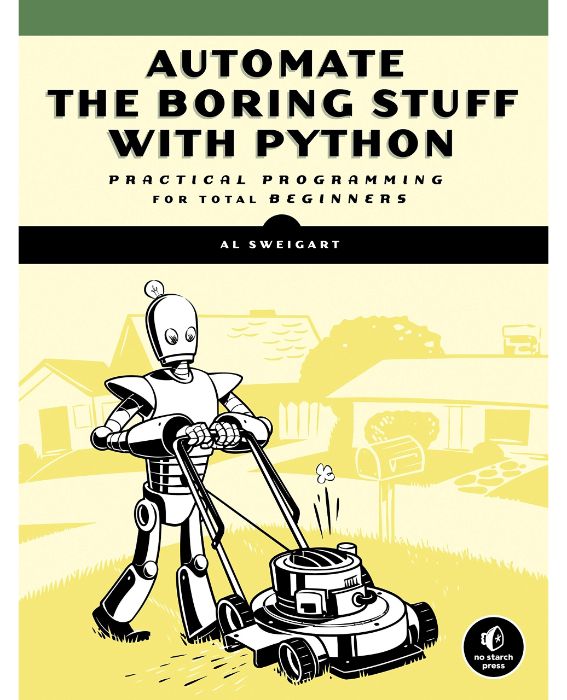 AUTOMATE
THE BORING STUFF
WITH PYTHON
PRACTICAL PROGRAMMING
FOR TOTAL BEGINNERS
AL SWEIGART
no starch
press